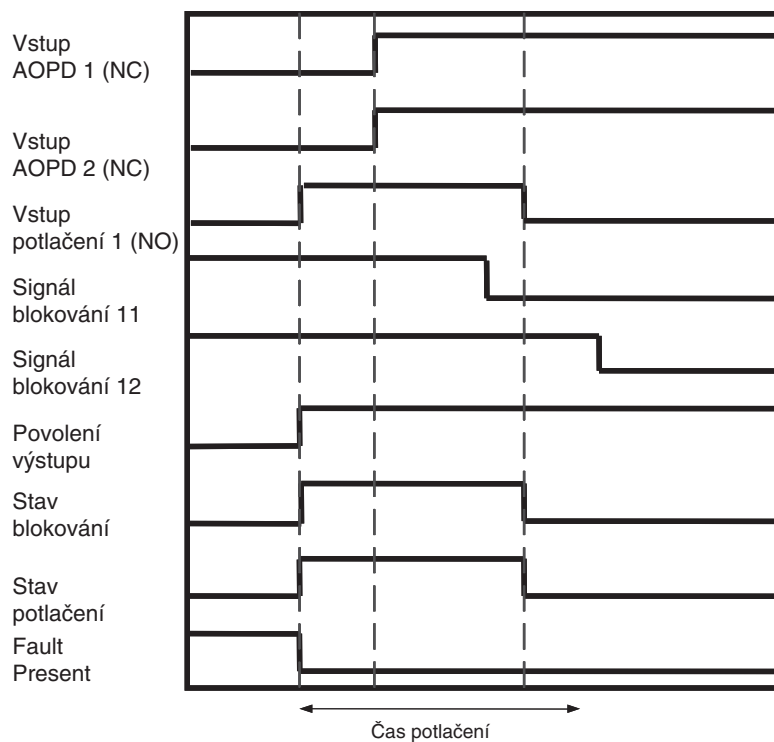 Vstup
AOPD 1 (NC)
Vstup
AOPD 2 (NC)
Vstup
potlačení 1 (NO)
Signál
blokování 11
Signál
blokování 12
Povolení
výstupu
Stav
blokování
Stav
potlačení
Fault
Present
Čas potlačení